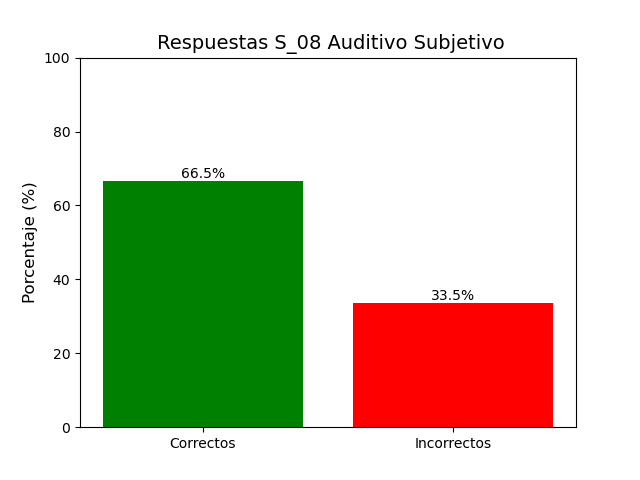 Respuestas S_08 Auditivo Subjetivo
Porcentaje (%)
100
80
60
40
20
0
66.5%
33.5%
Correctos
Incorrectos